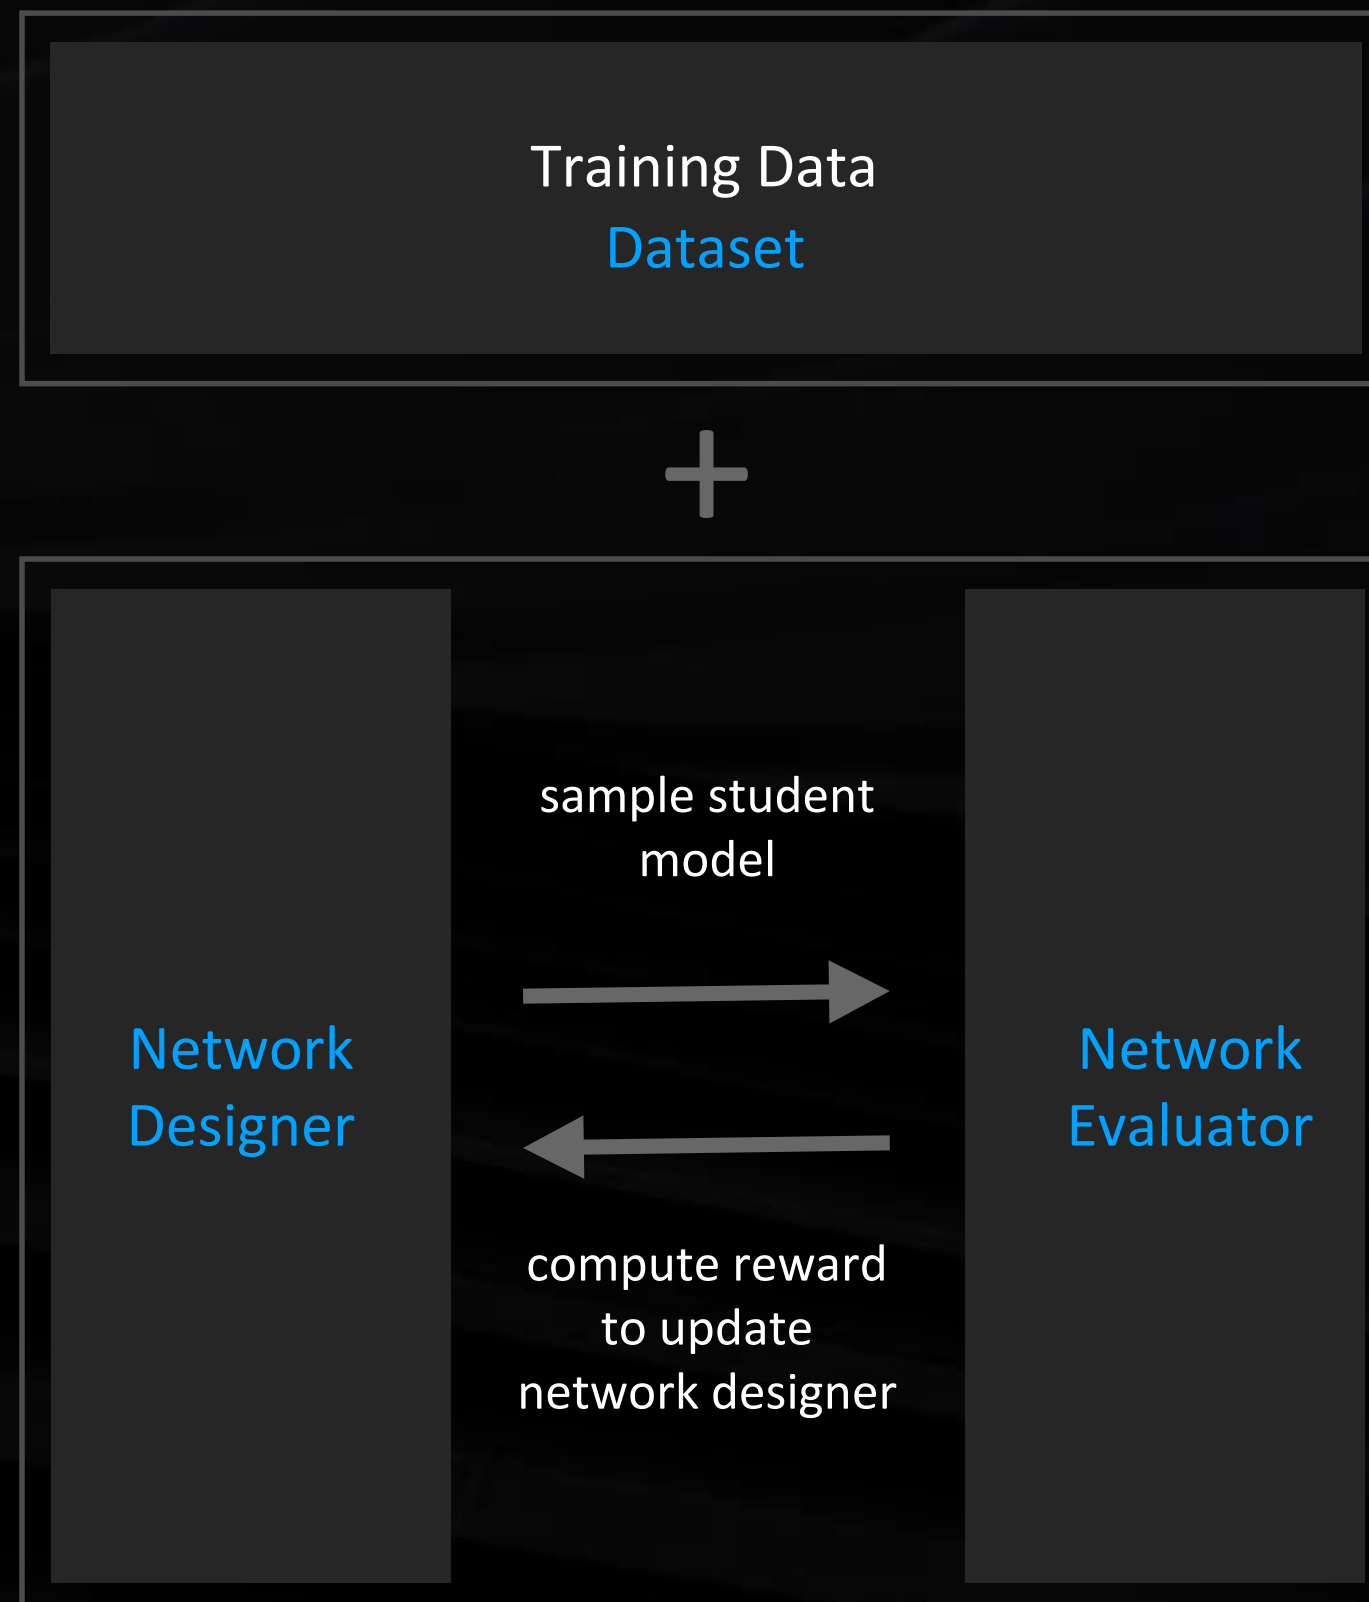 Training Data
Dataset
+
sample student
model
Network
Designer
Network
Evaluator
compute reward
to update
network designer